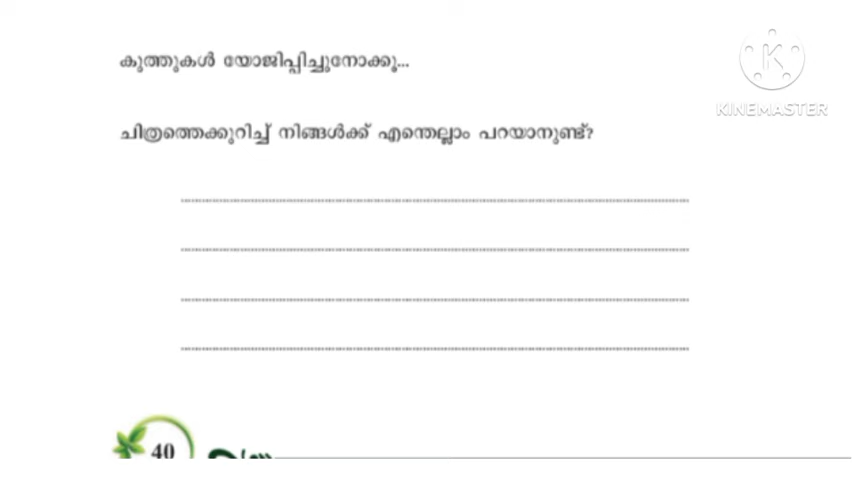 കുത്തുകൾ യോജിപ്പിച്ചുനോക്കൂ...
KINEMASTER
ചിത്രത്തെക്കുറിച്ച് നിങ്ങൾക്ക് എന്തെല്ലാം പറയാനുണ്ട്?
40